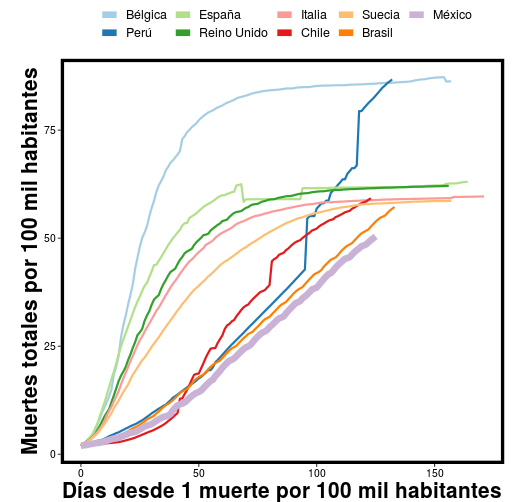 Bélgica España Italia Suecia México
Perú Reino Unido Chile Brasil
Muertes totales por 100 mil habitantes
75
50
25
0
0 50 100 150
Días desde 1 muerte por 100 mil habitantes